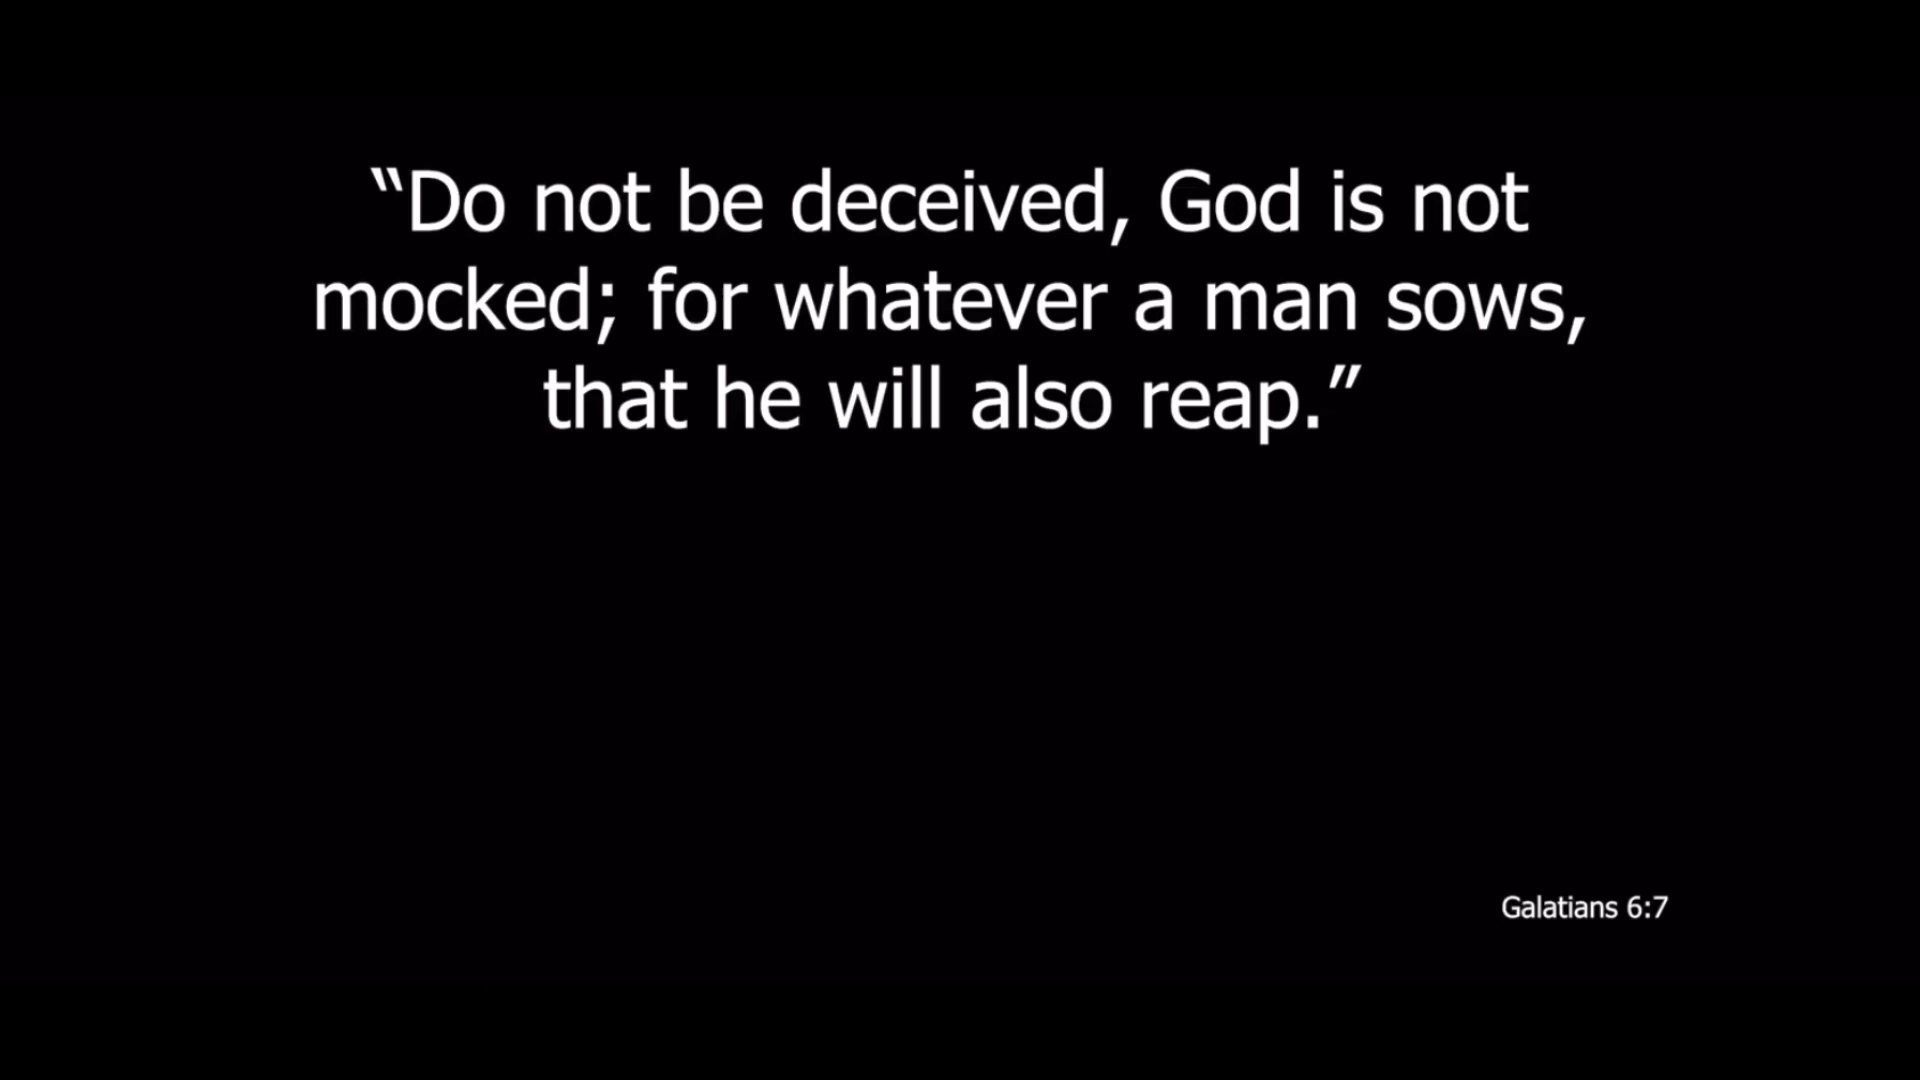 “Do not be deceived, God is not
mocked; for whatever a man sows,
that he will also reap.”
Galatians 6:7